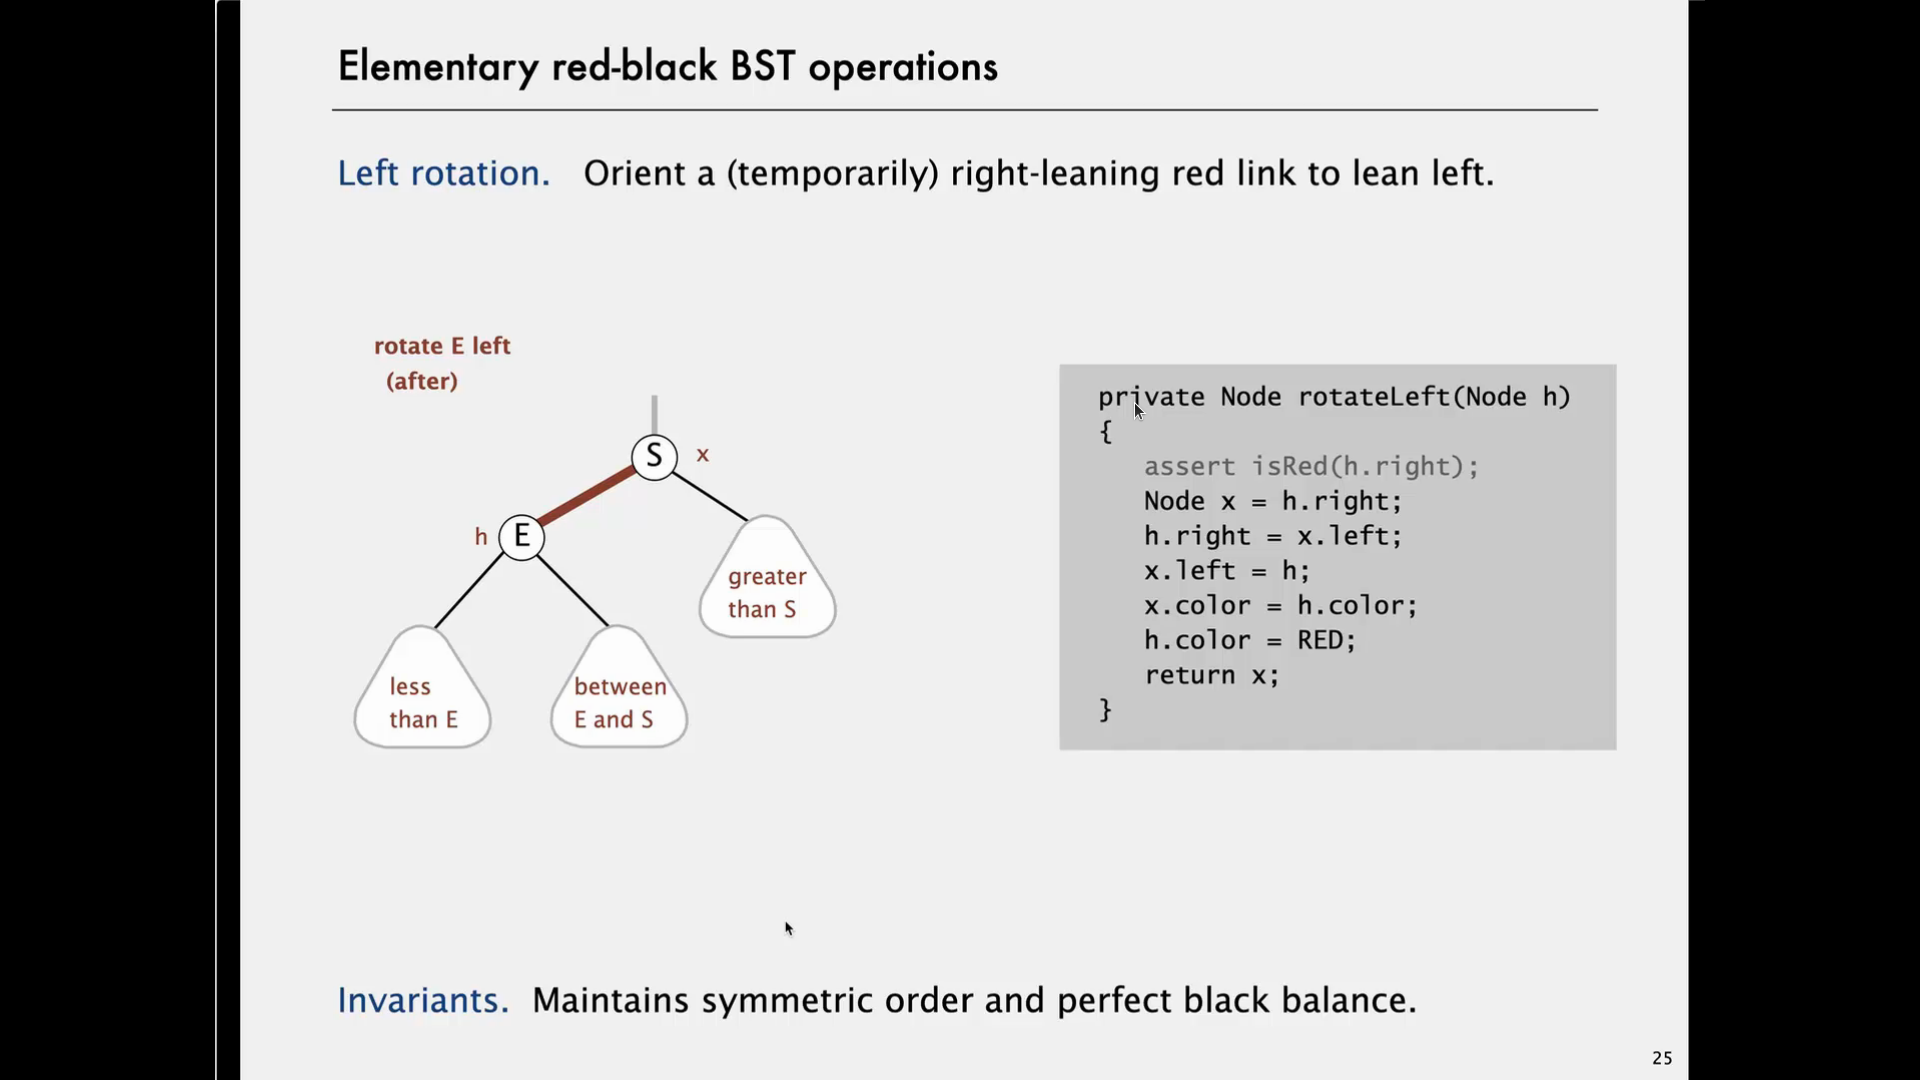 Elementary red-black BST operations
Left rotation. Orient a (temporarily) right-leaning red link to lean left.
rotate E left
(after)
S
x
h
E
greater
than S
less
than E
between
E and S
private Node rotateLeft(Node h)
{
   assert isRed(h.right);
   Node x = h.right;
   h.right = x.left;
   x.left = h;
   x.color = h.color;
   h.color = RED;
   return x;
}
Invariants. Maintains symmetric order and perfect black balance.
25